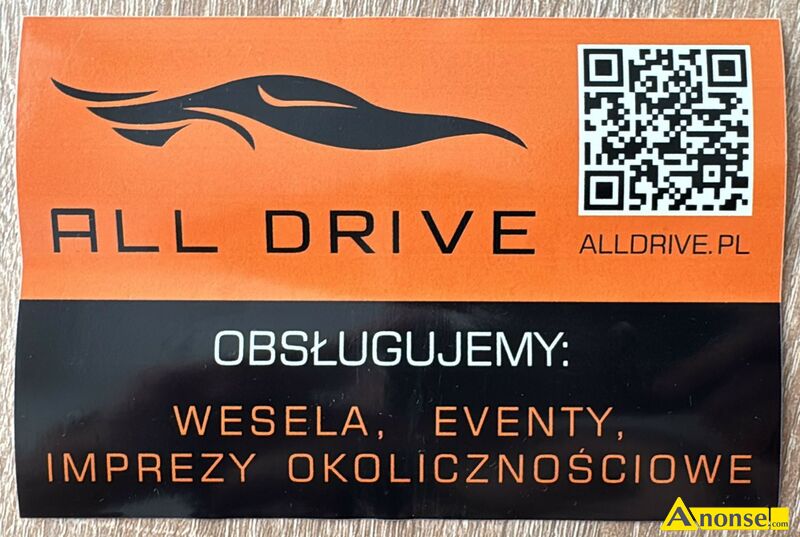 ALL DRIVE
ALLDRIVE.PL
OBSŁUGUJEMY:
WESELA, EVENTY,
IMPREZY OKOLICZNOŚCIOWE
Anonse.com